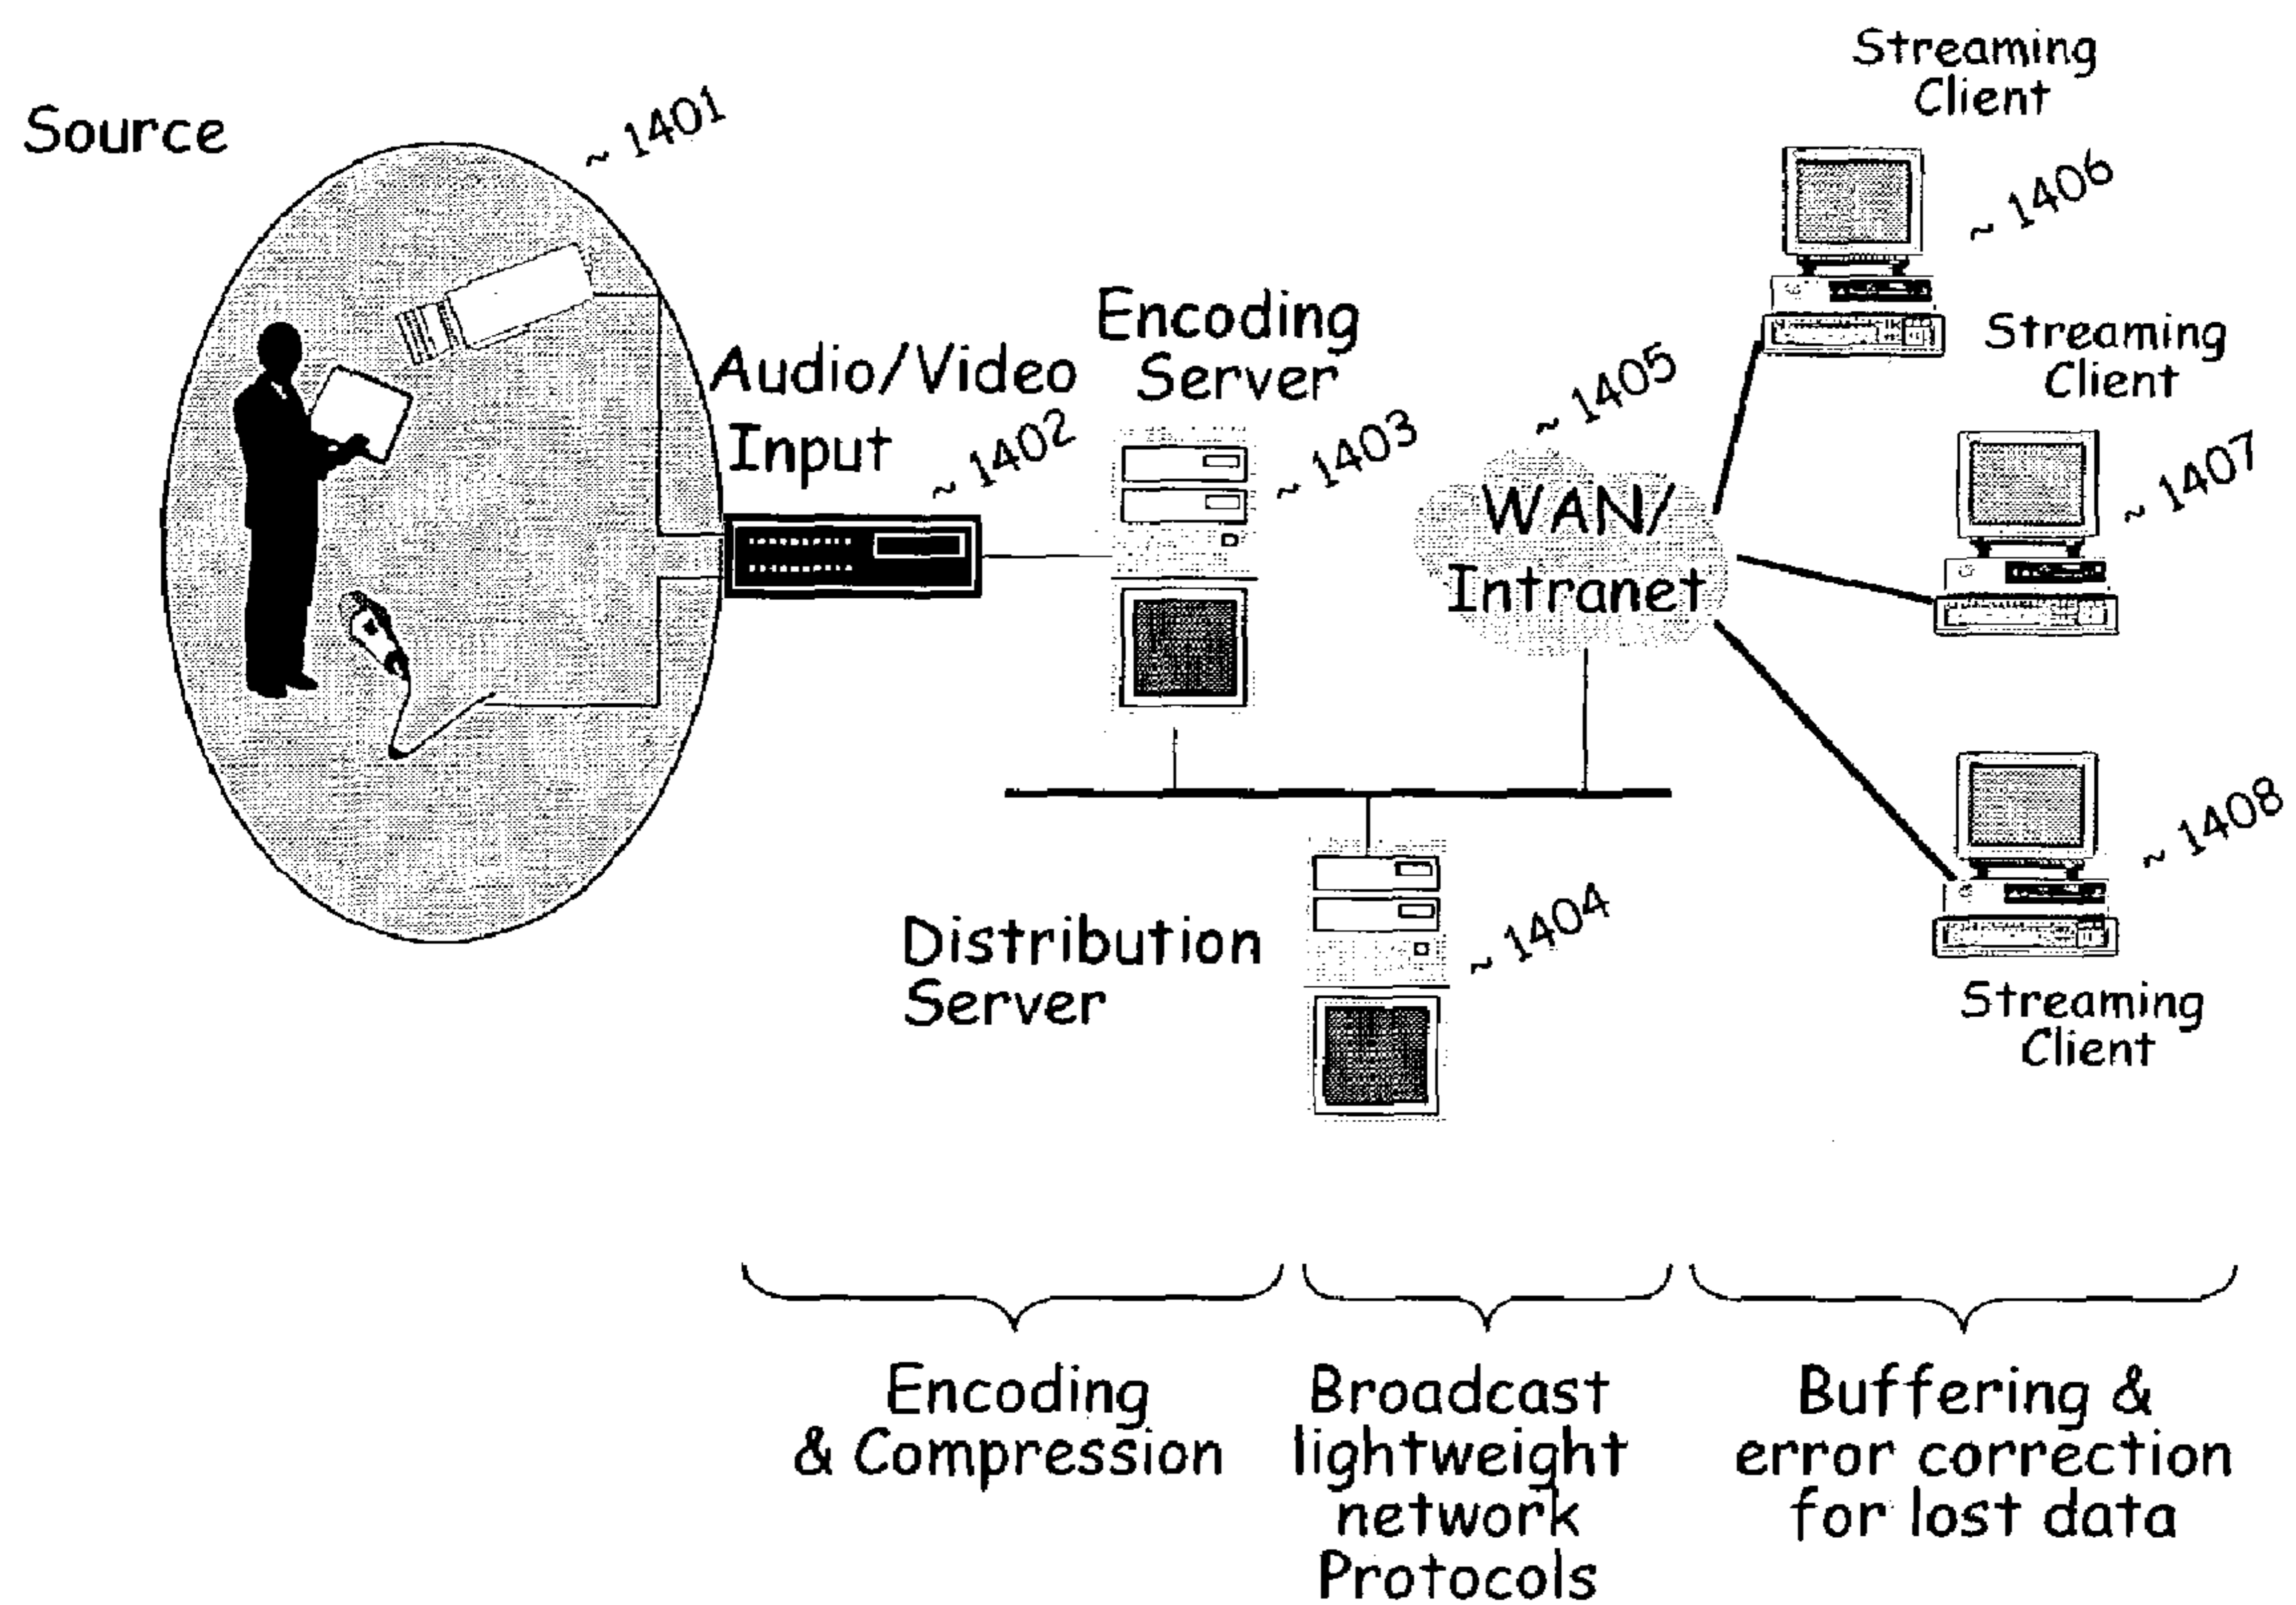 Source
~ 1401
Audio/Video
Input
~ 1402
Encoding
Server
~ 1403
~ 1405
WAN/
Intranet
Streaming
Client
~ 1406
Streaming
Client
~ 1407
~ 1408
Streaming
Client
Distribution
Server
~ 1404
Encoding
& Compression
Broadcast
lightweight
network
Protocols
Buffering &
error correction
for lost data